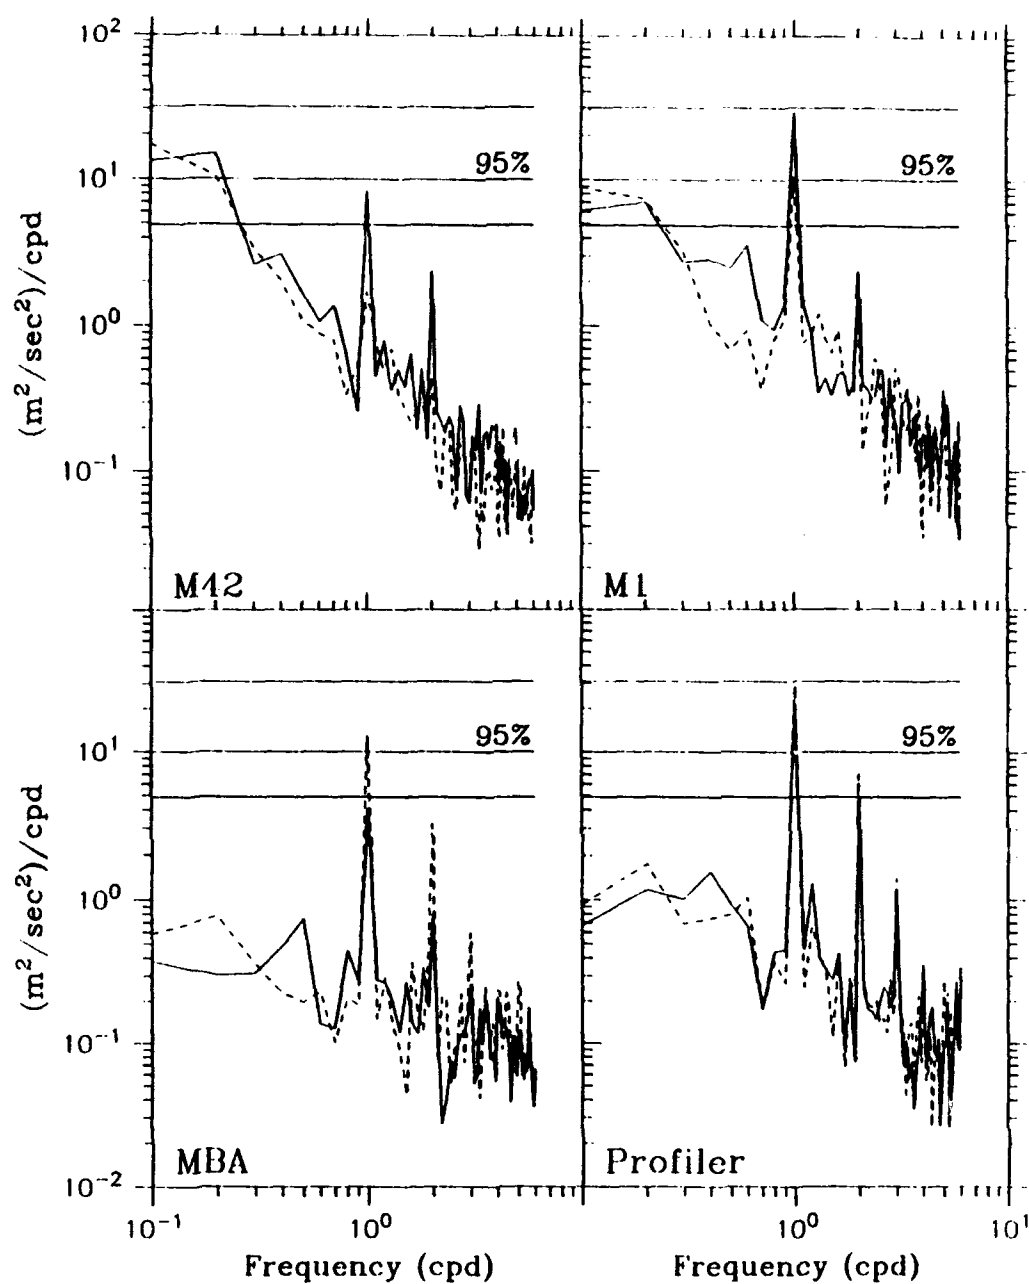 10²
10¹
10⁰
10⁻¹
(m²/sec²)/cpd
95%
95%
M42
M1
10¹
10⁰
10⁻¹
10⁻²
(m²/sec²)/cpd
95%
95%
MBA
Profiler
10⁻¹
10⁰
10⁰
10¹
Frequency (cpd)
Frequency (cpd)